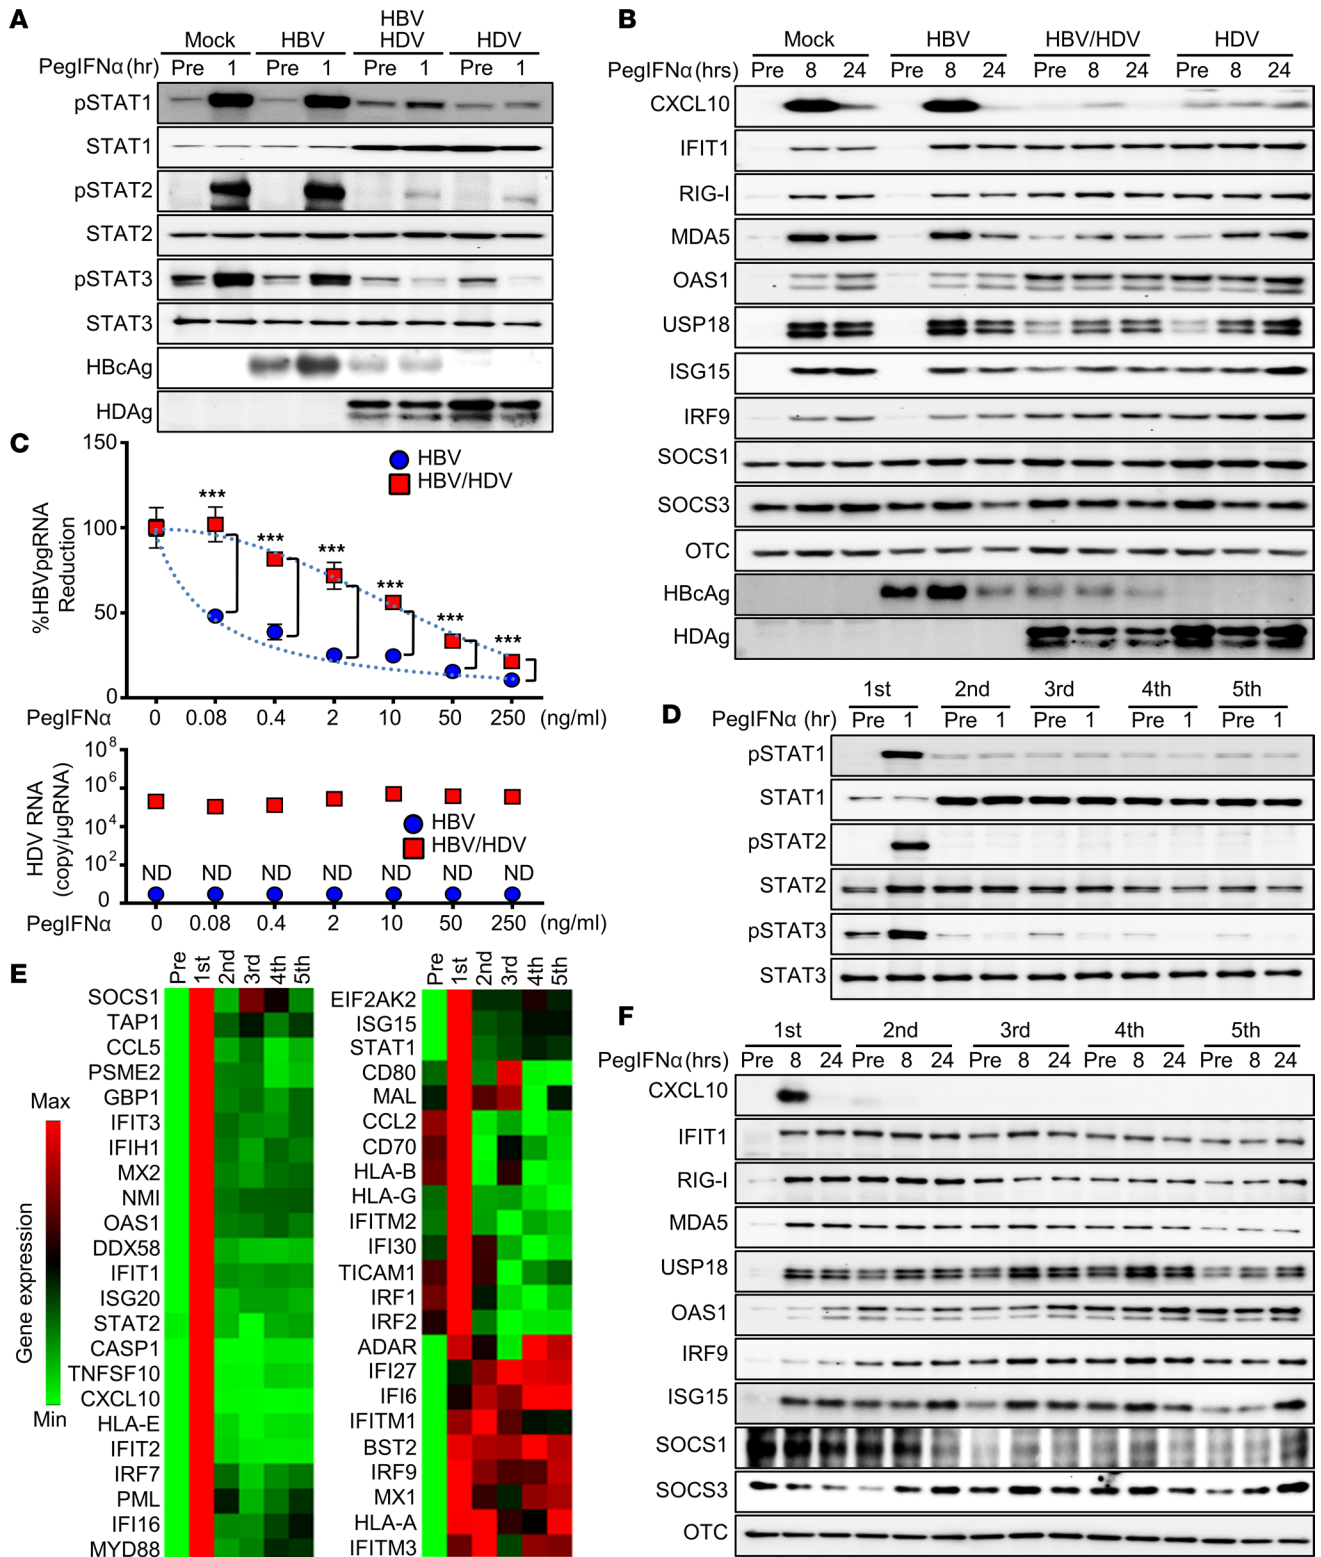 A
HBV
Mock HBV HDV HDV
PegIFNα (hr) Pre 1 Pre 1 Pre 1 Pre 1
pSTAT1
STAT1
pSTAT2
STAT2
pSTAT3
STAT3
HBcAg
HDAg
B
Mock HBV HBV/HDV HDV
PegIFNα (hrs) Pre 8 24 Pre 8 24 Pre 8 24 Pre 8 24
CXCL10
IFIT1
RIG-I
MDA5
OAS1
USP18
ISG15
IRF9
SOCS1
SOCS3
OTC
HBcAg
HDAg
C
%HBVpgRNA
Reduction
150
100
50
0
HBV
HBV/HDV
*** *** *** *** *** ***
PegIFNα 0 0.08 0.4 2 10 50 250 (ng/ml)
HDV RNA
(copy/µgRNA)
10⁸
10⁶
10⁴
10²
0
HBV
HBV/HDV
ND ND ND ND ND ND ND
PegIFNα 0 0.08 0.4 2 10 50 250 (ng/ml)
D
1st 2nd 3rd 4th 5th
PegIFNα (hr) Pre 1 Pre 1 Pre 1 Pre 1 Pre 1
pSTAT1
STAT1
pSTAT2
STAT2
pSTAT3
STAT3
E
Max
Gene expression
Min
Pre 1st 2nd 3rd 4th 5th
SOCS1
TAP1
CCL5
PSME2
GBP1
IFIT3
IFIH1
MX2
NMI
OAS1
DDX58
IFIT1
ISG20
STAT2
CASP1
TNFSF10
CXCL10
HLA-E
IFIT2
IRF7
PML
IFI16
MYD88
Pre 1st 2nd 3rd 4th 5th
EIF2AK2
ISG15
STAT1
CD80
MAL
CCL2
CD70
HLA-B
HLA-G
IFITM2
IFI30
TICAM1
IRF1
IRF2
ADAR
IFI27
IFI6
IFITM1
BST2
IRF9
MX1
HLA-A
IFITM3
F
1st 2nd 3rd 4th 5th
PegIFNα (hrs) Pre 8 24 Pre 8 24 Pre 8 24 Pre 8 24 Pre 8 24
CXCL10
IFIT1
RIG-I
MDA5
USP18
OAS1
IRF9
ISG15
SOCS1
SOCS3
OTC